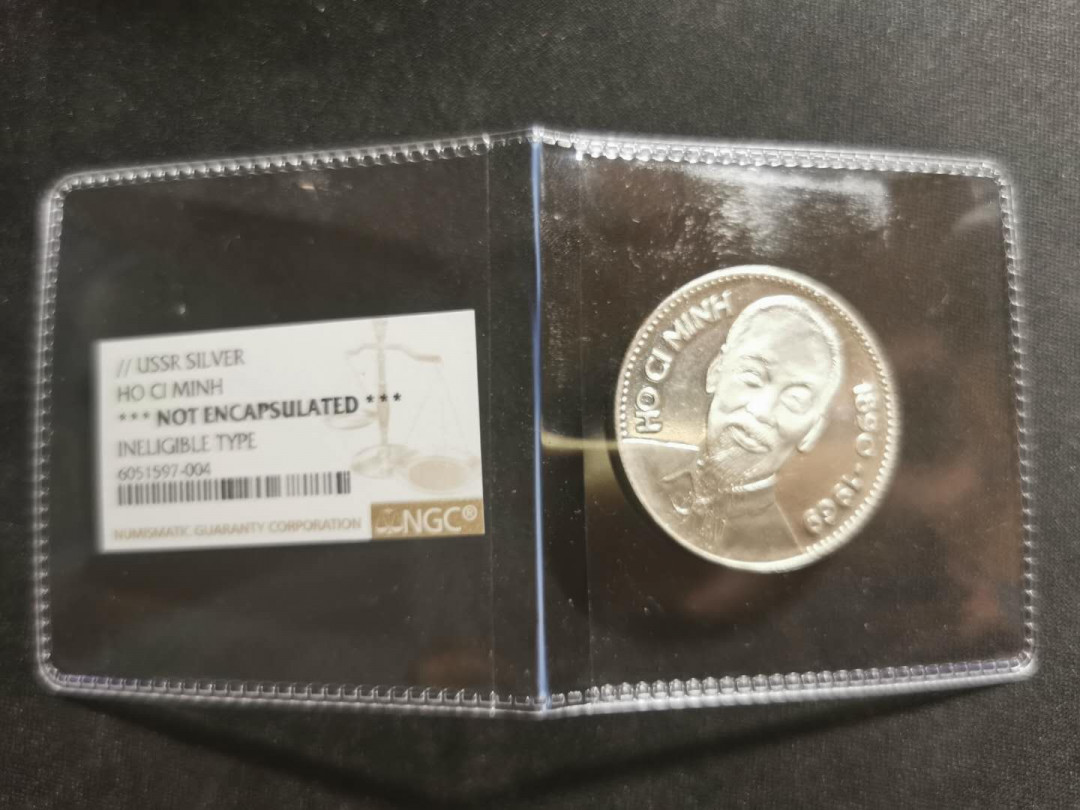 // USSR SILVER
HO CI MINH
*** NOT ENCAPSULATED ***
INELIGIBLE TYPE
6051597-004
NUMISMATIC GUARANTY CORPORATION
NGC®
HO CI MINH
1890-1969